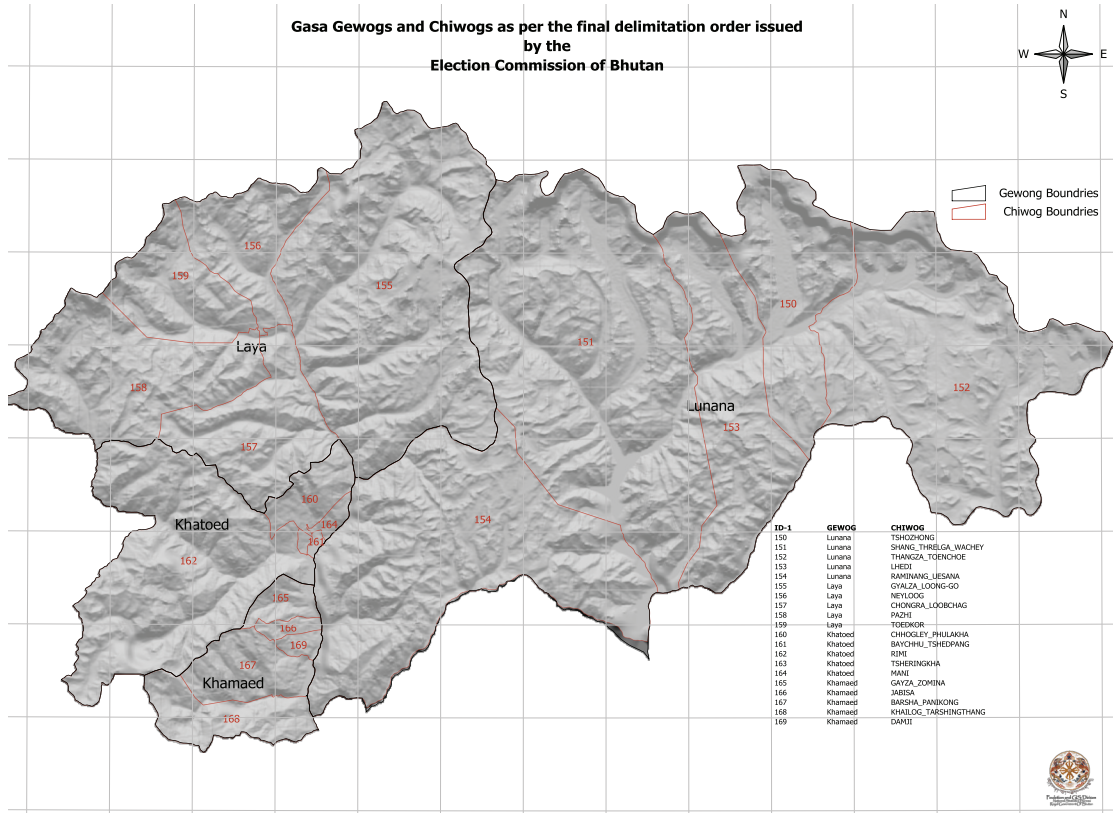 Gasa Gewogs and Chiwogs as per the final delimitation order issued
by the
Election Commission of Bhutan
N
W E
S
Gewong Boundries
Chiwog Boundries
156
159
155
150
151
Laya
158
152
Lunana
153
157
160
154
Khatoed
164
161
162
165
166
169
167
Khamaed
168
ID-1 GEWOG CHIWOG
150 Lunana TSHOZHONG
151 Lunana SHANG_THRELGA_WACHEY
152 Lunana THANGZA_TOENCHOE
153 Lunana LHEDI
154 Lunana RAMINANG_UESANA
155 Laya GYALZA_LOONG-GO
156 Laya NEYLOOG
157 Laya CHONGRA_LOOBCHAG
158 Laya PAZHI
159 Laya TOEDKOR
160 Khatoed CHHOGLEY_PHULAKHA
161 Khatoed BAYCHHU_TSHEDPANG
162 Khatoed RIMI
163 Khatoed TSHERINGKHA
164 Khatoed MANI
165 Khamaed GAYZA_ZOMINA
166 Khamaed JABISA
167 Khamaed BARSHA_PANIKONG
168 Khamaed KHAILOG_TARSHINGTHANG
169 Khamaed DAMJI